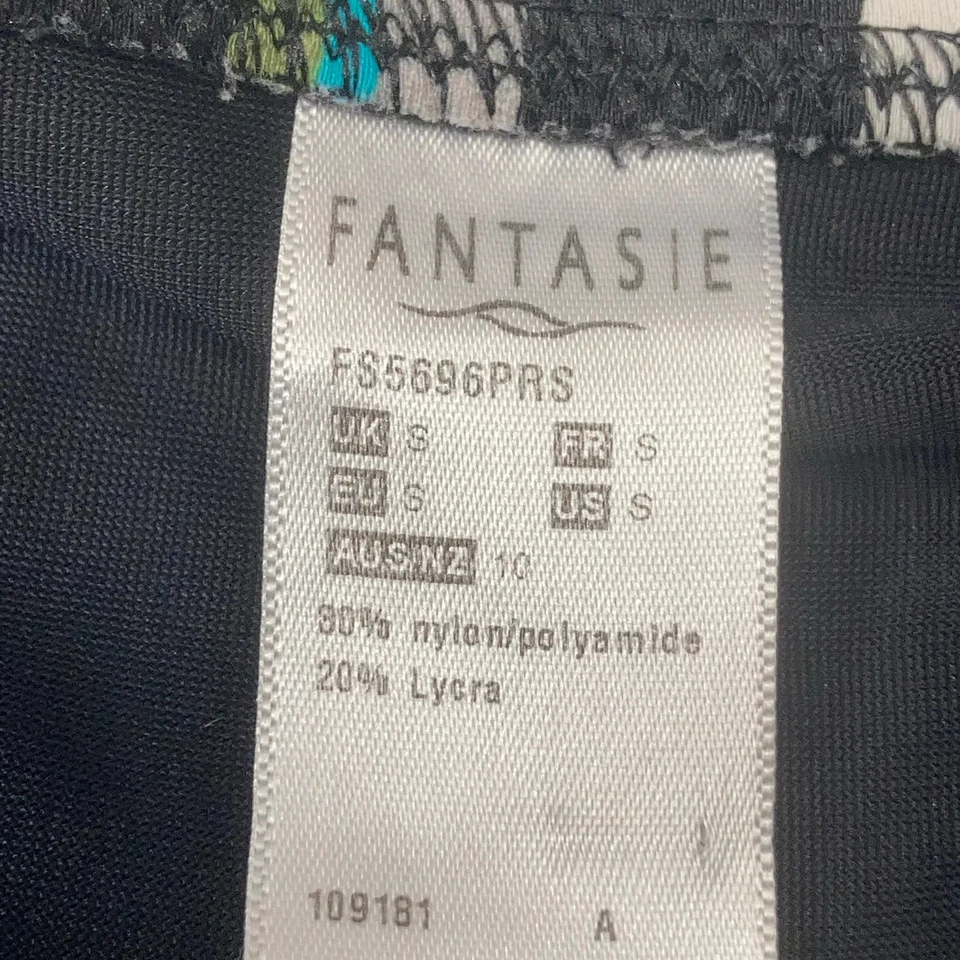 FANTASIE
FS5696PRS
UK S FR S
EU S US S
AUS/NZ 10
80% nylon/polyamide
20% Lycra
109181 A